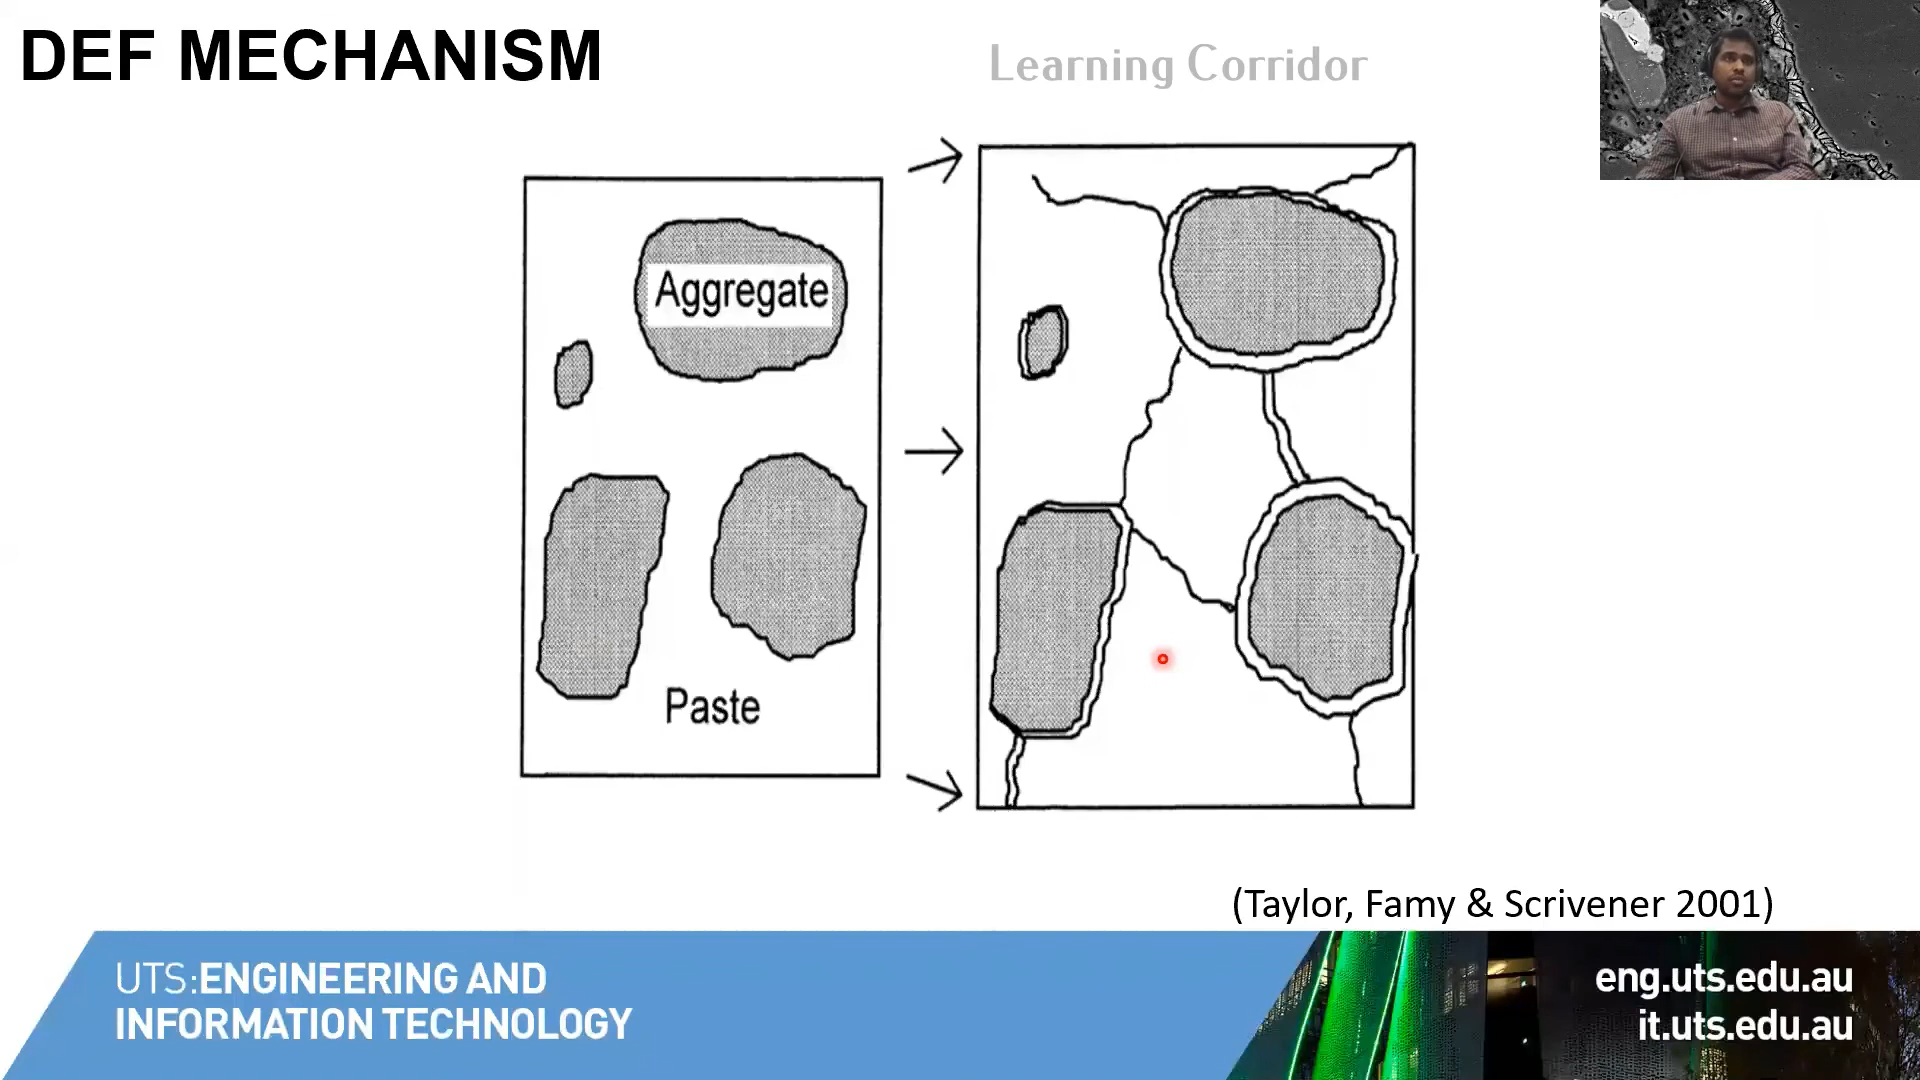 DEF MECHANISM
Learning Corridor
Aggregate
Paste
(Taylor, Famy & Scrivener 2001)
UTS:ENGINEERING AND
INFORMATION TECHNOLOGY
eng.uts.edu.au
it.uts.edu.au